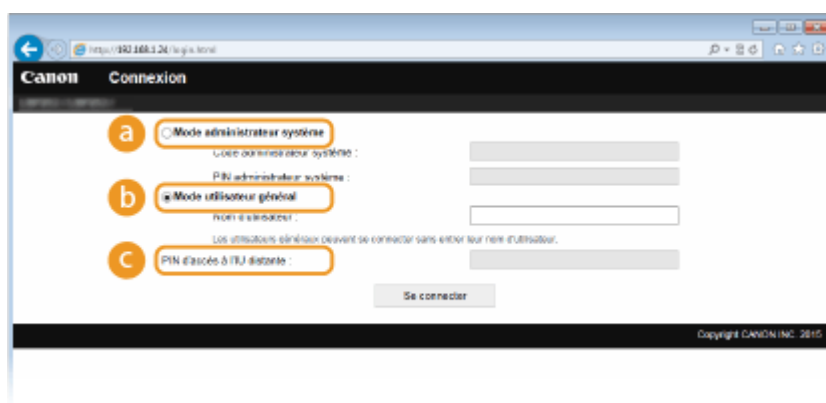 http://192.168.1.24/login.html
Canon Connexion
a Mode administrateur système
Code administrateur système :
PIN administrateur système :
b Mode utilisateur général
Nom d'utilisateur :
Les utilisateurs généraux peuvent se connecter sans entrer leur nom d'utilisateur.
c PIN d'accès à l'IU distante :
Se connecter
Copyright CANON INC. 2015